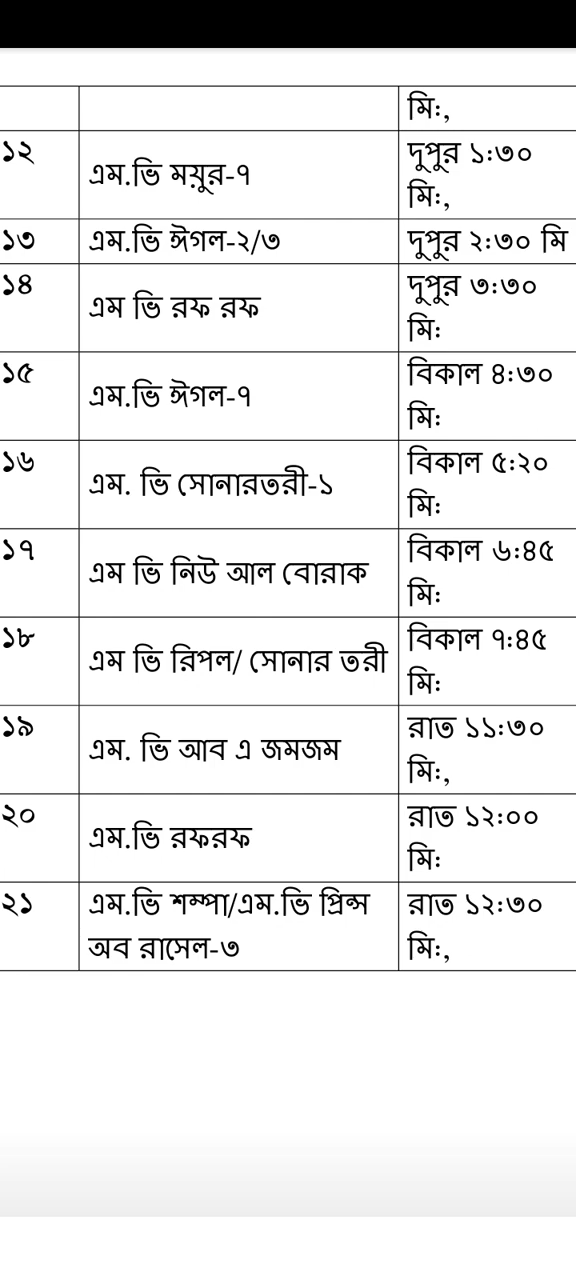 মি:,
১২
এম.ভি ময়ুর-৭
দুপুর ১:৩০
মি:,
১৩
এম.ভি ঈগল-২/৩
দুপুর ২:৩০ মি
১৪
এম ভি রফ রফ
দুপুর ৩:৩০
মি:
১৫
এম.ভি ঈগল-৭
বিকাল ৪:৩০
মি:
১৬
এম. ভি সোনারতরী-১
বিকাল ৫:২০
মি:
১৭
এম ভি নিউ আল বোরাক
বিকাল ৬:৪৫
মি:
১৮
এম ভি রিপল/ সোনার তরী
বিকাল ৭:৪৫
মি:
১৯
এম. ভি আব এ জমজম
রাত ১১:৩০
মি:,
২০
এম.ভি রফরফ
রাত ১২:০০
মি:
২১
এম.ভি শম্পা/এম.ভি প্রিন্স
অব রাসেল-৩
রাত ১২:৩০
মি:,